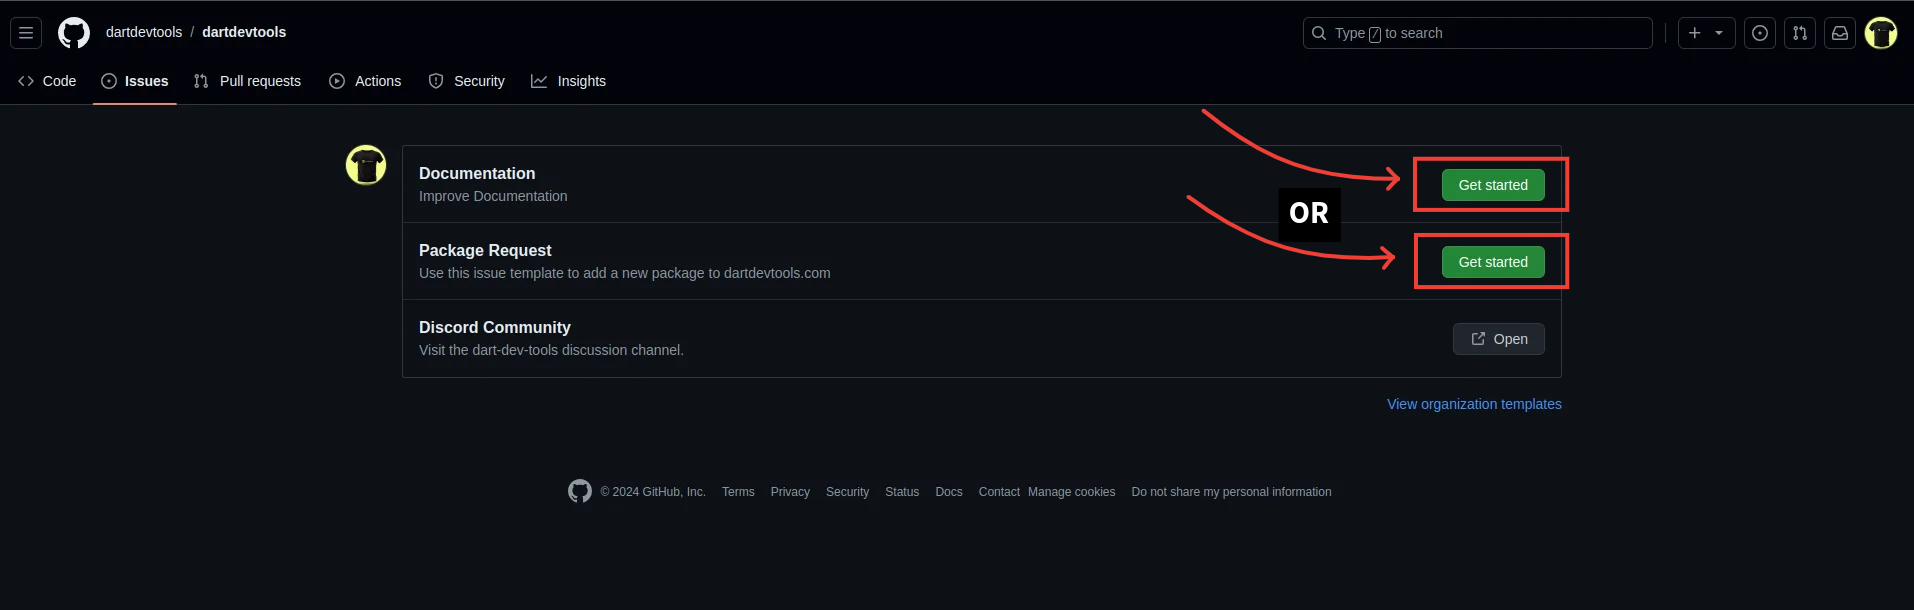 dartdevtools / dartdevtools
Type / to search
Code Issues Pull requests Actions Security Insights
Documentation
Improve Documentation
Get started
OR
Package Request
Use this issue template to add a new package to dartdevtools.com
Get started
Discord Community
Visit the dart-dev-tools discussion channel.
Open
View organization templates
© 2024 GitHub, Inc. Terms Privacy Security Status Docs Contact Manage cookies Do not share my personal information